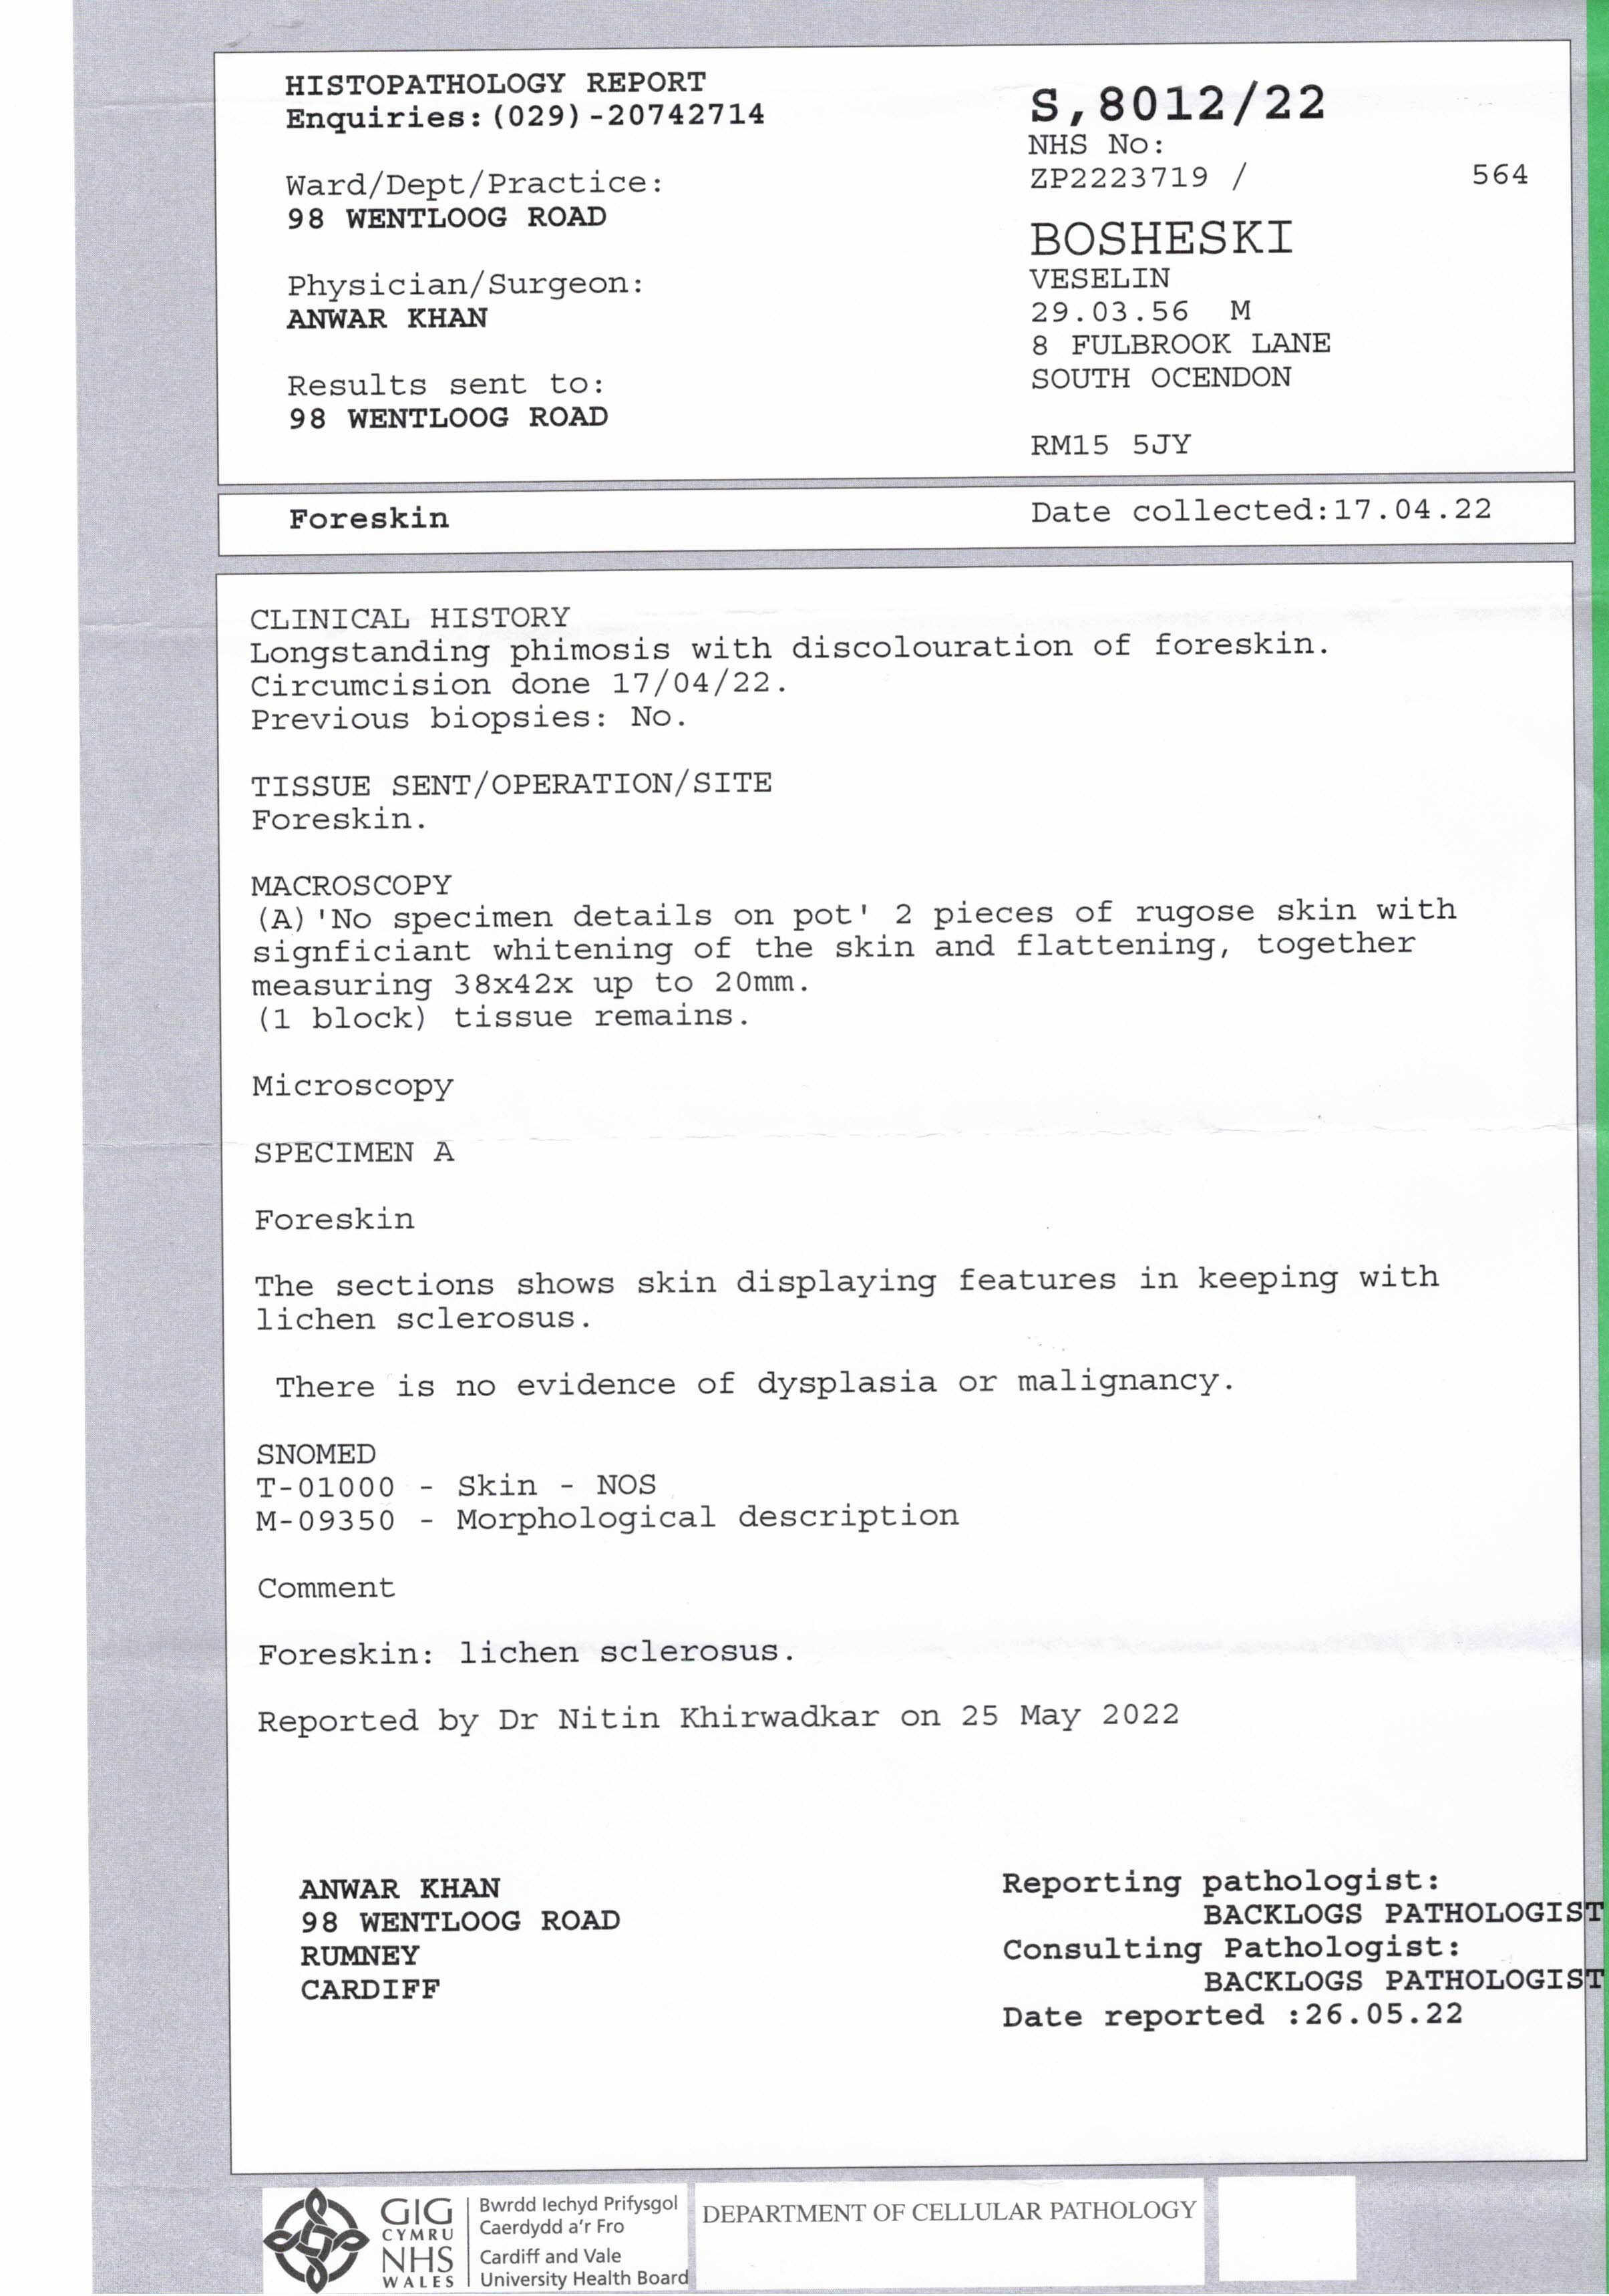 HISTOPATHOLOGY REPORT
Enquiries:(029)-20742714
Ward/Dept/Practice:
98 WENTLOOG ROAD
Physician/Surgeon:
ANWAR KHAN
Results sent to:
98 WENTLOOG ROAD
S,8012/22
NHS No:
ZP2223719 / 564
BOSHESKI
VESELIN
29.03.56 M
8 FULBROOK LANE
SOUTH OCENDON
RM15 5JY
Foreskin
Date collected:17.04.22
CLINICAL HISTORY
Longstanding phimosis with discolouration of foreskin.
Circumcision done 17/04/22.
Previous biopsies: No.
TISSUE SENT/OPERATION/SITE
Foreskin.
MACROSCOPY
(A)'No specimen details on pot' 2 pieces of rugose skin with
signficiant whitening of the skin and flattening, together
measuring 38x42x up to 20mm.
(1 block) tissue remains.
Microscopy
SPECIMEN A
Foreskin
The sections shows skin displaying features in keeping with
lichen sclerosus.
There is no evidence of dysplasia or malignancy.
SNOMED
T-01000 - Skin - NOS
M-09350 - Morphological description
Comment
Foreskin: lichen sclerosus.
Reported by Dr Nitin Khirwadkar on 25 May 2022
ANWAR KHAN
98 WENTLOOG ROAD
RUMNEY
CARDIFF
Reporting pathologist:
BACKLOGS PATHOLOGIST
Consulting Pathologist:
BACKLOGS PATHOLOGIST
Date reported :26.05.22
GIG
CYMRU
NHS
WALES
Bwrdd Iechyd Prifysgol
Caerdydd a'r Fro
Cardiff and Vale
University Health Board
DEPARTMENT OF CELLULAR PATHOLOGY